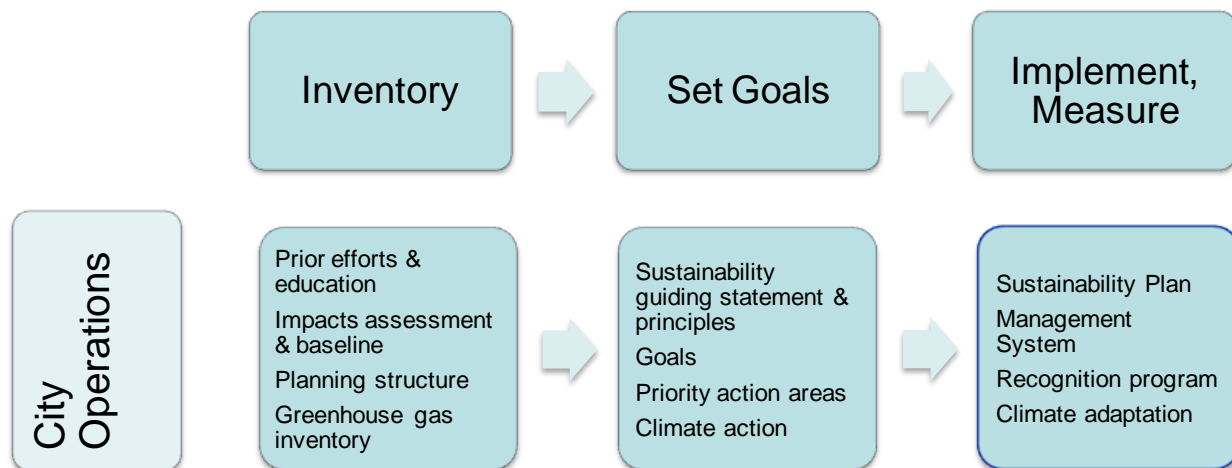 Inventory
Set Goals
Implement,
Measure
City
Operations
Prior efforts &
education
Impacts assessment
& baseline
Planning structure
Greenhouse gas
inventory
Sustainability
guiding statement &
principles
Goals
Priority action areas
Climate action
Sustainability Plan
Management
System
Recognition program
Climate adaptation